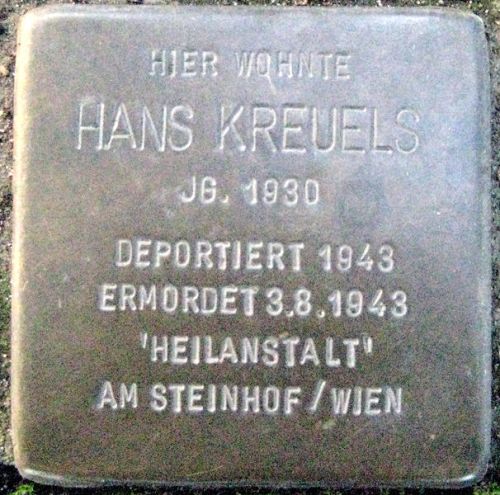 HIER WOHNTE
HANS KREUELS
JG. 1930
DEPORTIERT 1943
ERMORDET 3.8.1943
'HEILANSTALT'
AM STEINHOF / WIEN